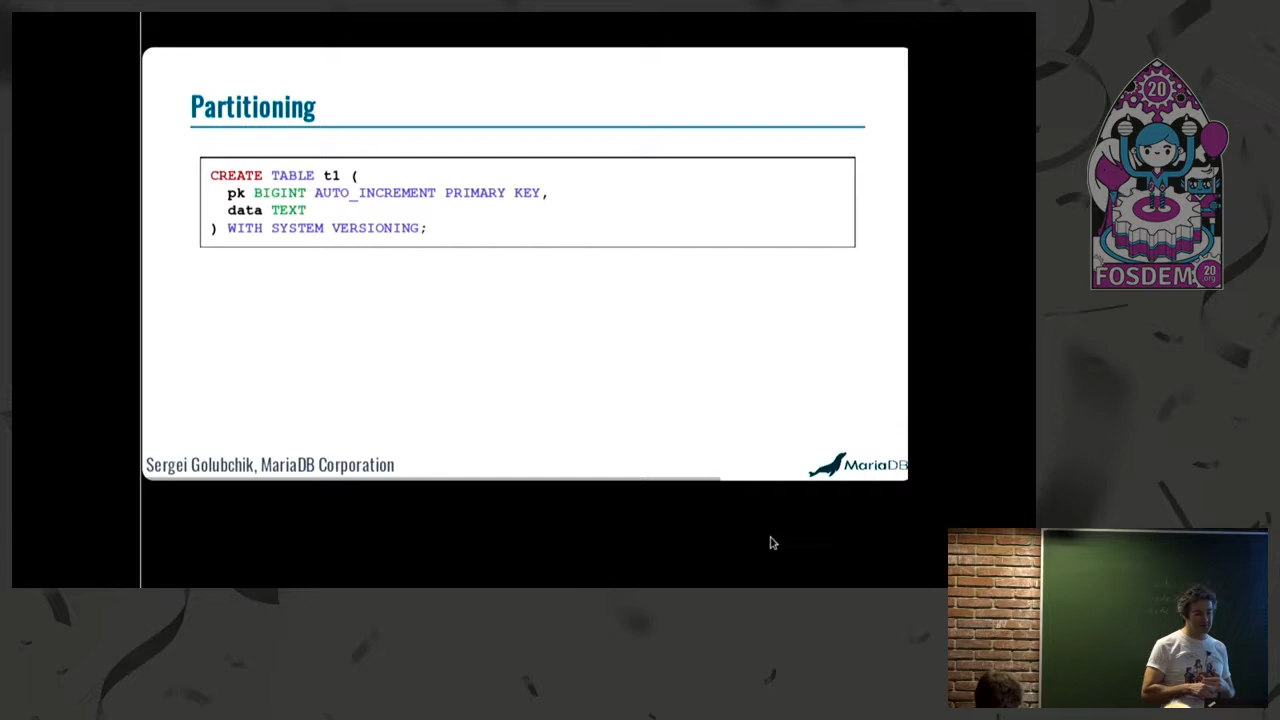 Partitioning
CREATE TABLE t1 (
pk BIGINT AUTO_INCREMENT PRIMARY KEY,
data TEXT
) WITH SYSTEM VERSIONING;
Sergei Golubchik, MariaDB Corporation
MariaDB
20
FOSDEM
20
.org